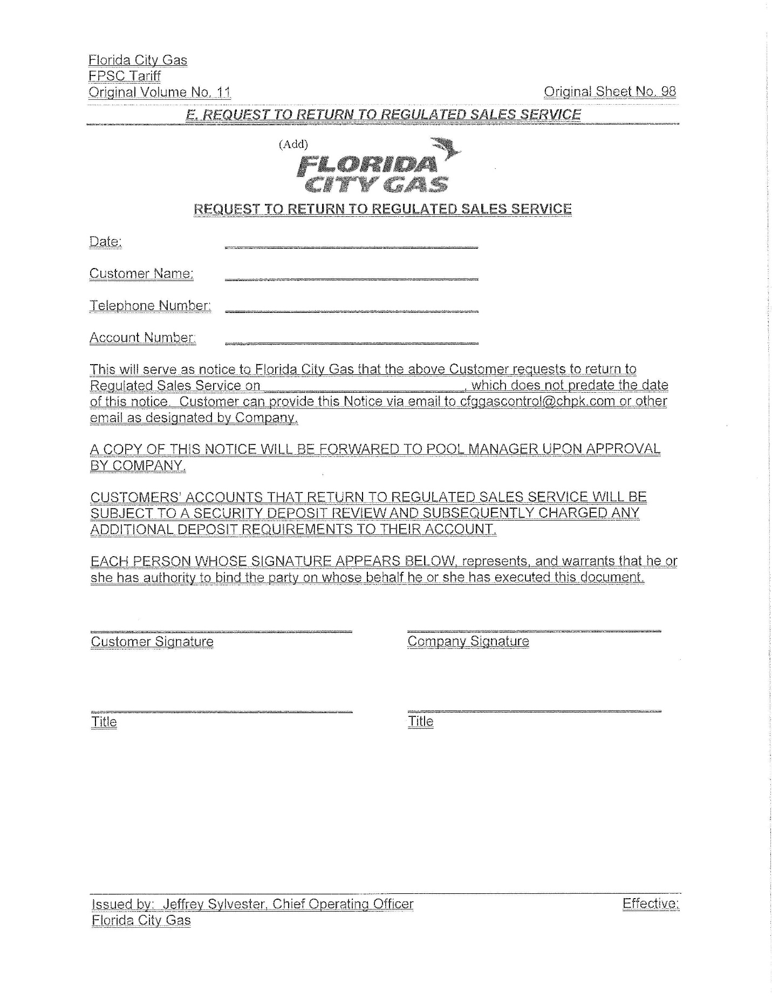 Florida City Gas
FPSC Tariff
Original Volume No. 11 Original Sheet No. 98
E. REQUEST TO RETURN TO REGULATED SALES SERVICE
(Add)
FLORIDA
CITY GAS
REQUEST TO RETURN TO REGULATED SALES SERVICE
Date:
Customer Name:
Telephone Number:
Account Number:
This will serve as notice to Florida City Gas that the above Customer requests to return to
Regulated Sales Service on ____________________, which does not predate the date
of this notice. Customer can provide this Notice via email to cfggascontrol@chpk.com or other
email as designated by Company.
A COPY OF THIS NOTICE WILL BE FORWARED TO POOL MANAGER UPON APPROVAL
BY COMPANY.
CUSTOMERS' ACCOUNTS THAT RETURN TO REGULATED SALES SERVICE WILL BE
SUBJECT TO A SECURITY DEPOSIT REVIEW AND SUBSEQUENTLY CHARGED ANY
ADDITIONAL DEPOSIT REQUIREMENTS TO THEIR ACCOUNT.
EACH PERSON WHOSE SIGNATURE APPEARS BELOW, represents, and warrants that he or
she has authority to bind the party on whose behalf he or she has executed this document.
Customer Signature Company Signature
Title Title
Issued by: Jeffrey Sylvester, Chief Operating Officer Effective:
Florida City Gas